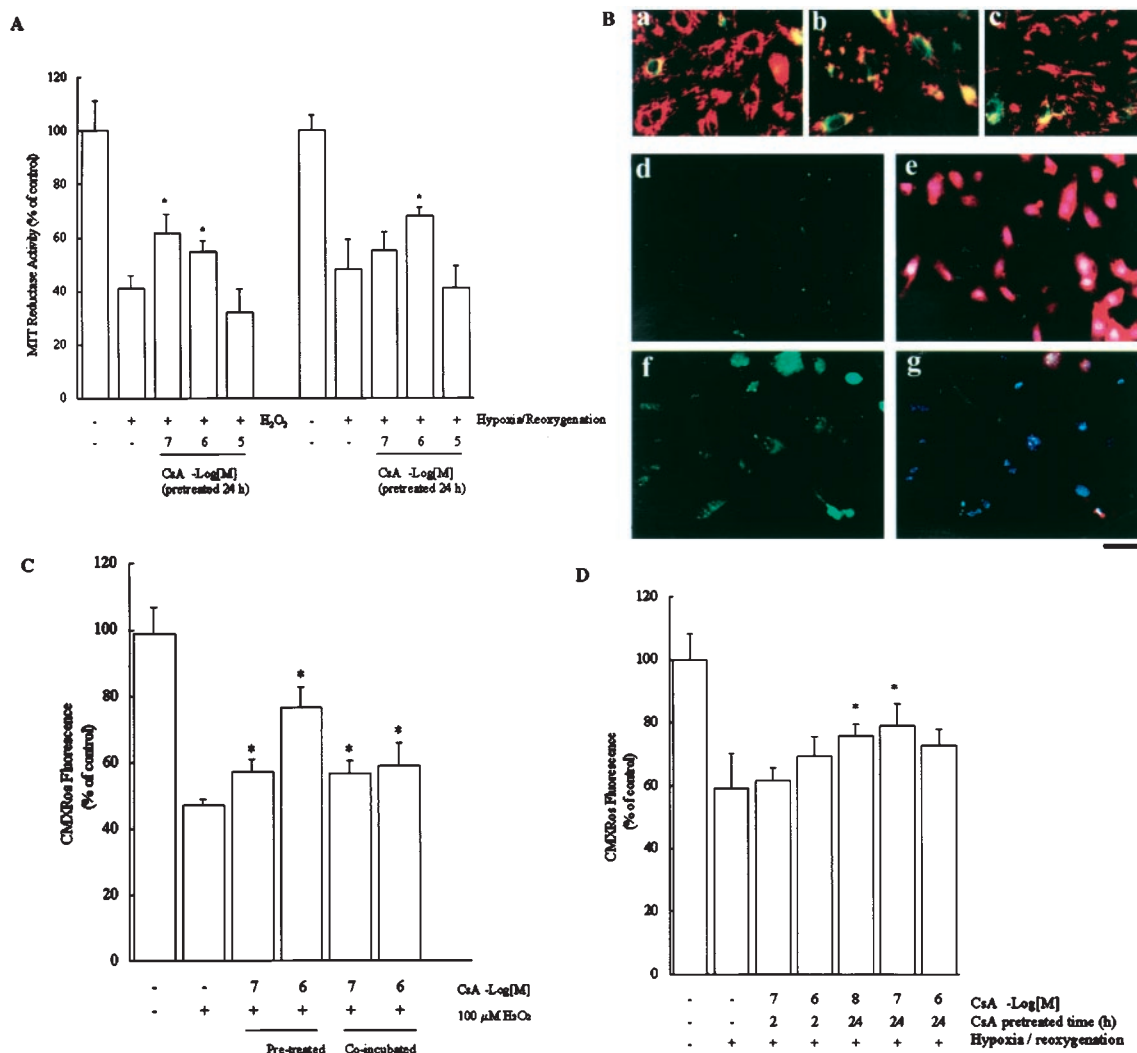 A
120
100
80
60
40
20
0
MTT Reductase Activity (% of control)
- + + + + H₂O₂ - + + + + Hypoxia/Reoxygenation
- - 7 6 5 - - 7 6 5
CsA -Log[M] CsA -Log[M]
(pretreated 24 h) (pretreated 24 h)
B
a b c
d e
f g
C
120
100
80
60
40
20
0
CMXRos Fluorescence
(% of control)
* * * *
- - 7 6 7 6 CsA -Log[M]
- + + + + + 100 µM H₂O₂
Pre-treated Co-incubated
D
120
100
80
60
40
20
0
CMXRos Fluorescence
(% of control)
* *
- - 7 6 8 7 6 CsA -Log[M]
- - 2 2 24 24 24 CsA pretreated time (h)
- + + + + + + Hypoxia / reoxygenation